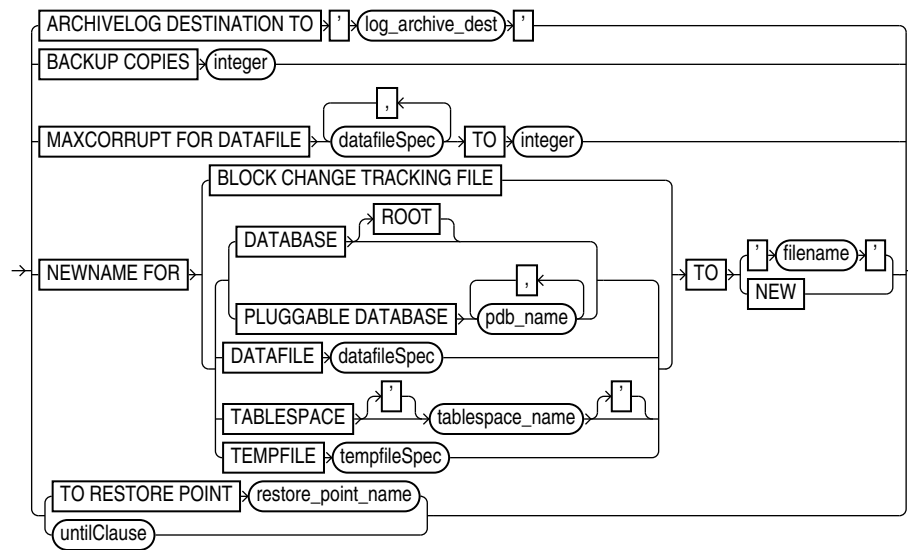 ARCHIVELOG DESTINATION TO ' log_archive_dest '
BACKUP COPIES integer
,
MAXCORRUPT FOR DATAFILE datafileSpec TO integer
BLOCK CHANGE TRACKING FILE
ROOT
DATABASE
NEWNAME FOR TO ' filename '
NEW
,
PLUGGABLE DATABASE pdb_name
DATAFILE datafileSpec
TABLESPACE ' tablespace_name '
TEMPFILE tempfileSpec
TO RESTORE POINT restore_point_name
untilClause